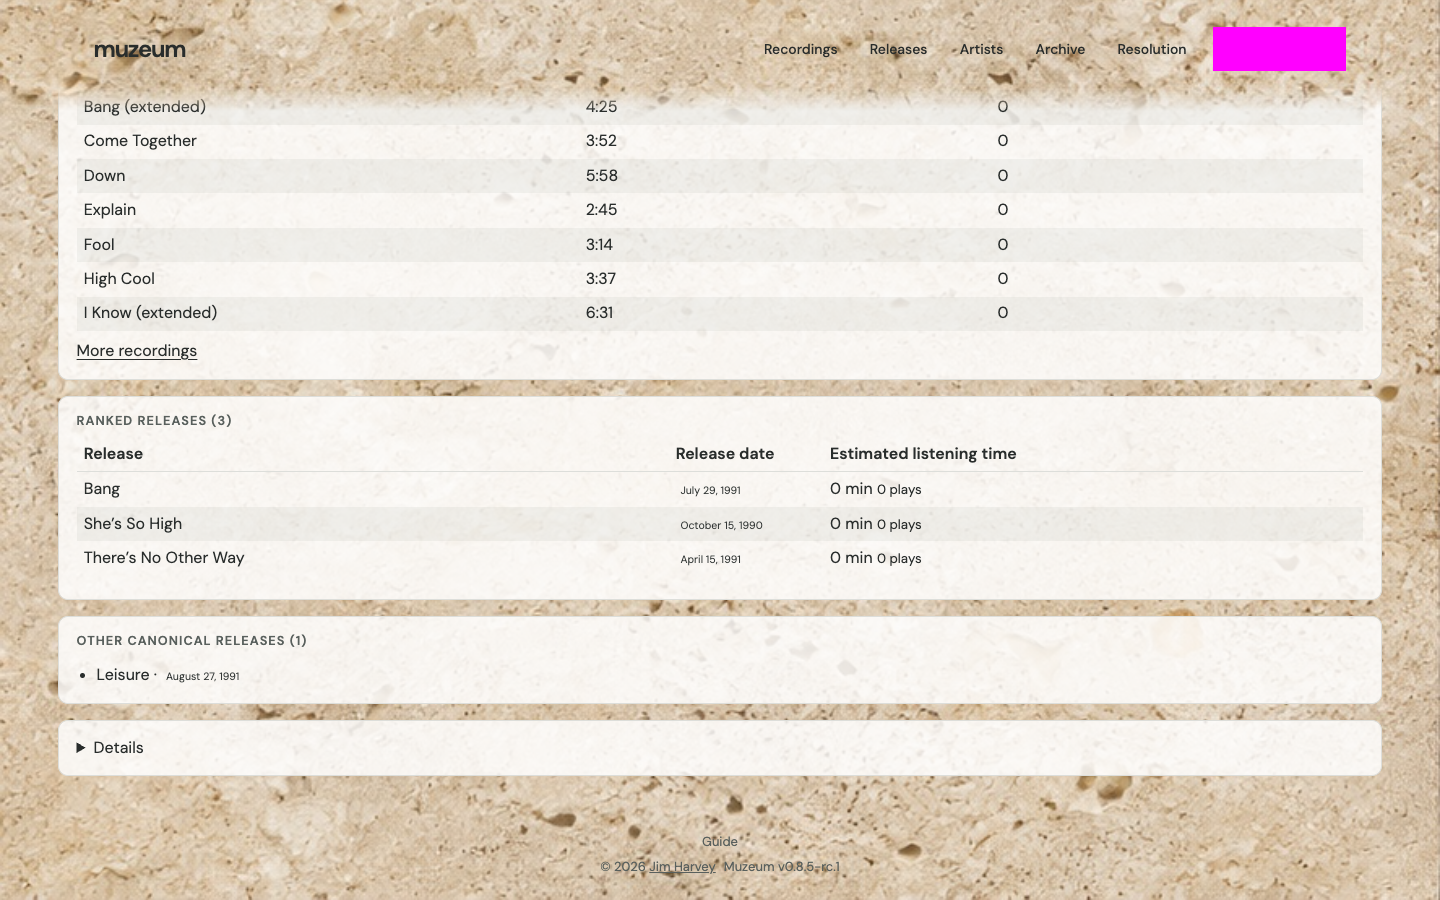 muzeum Recordings Releases Artists Archive Resolution
Bang (extended) 4:25 0
Come Together 3:52 0
Down 5:58 0
Explain 2:45 0
Fool 3:14 0
High Cool 3:37 0
I Know (extended) 6:31 0
More recordings
RANKED RELEASES (3)
Release Release date Estimated listening time
Bang July 29, 1991 0 min 0 plays
She’s So High October 15, 1990 0 min 0 plays
There’s No Other Way April 15, 1991 0 min 0 plays
OTHER CANONICAL RELEASES (1)
• Leisure · August 27, 1991
▶ Details
Guide
© 2026 Jim Harvey Muzeum v0.8.5-rc.1